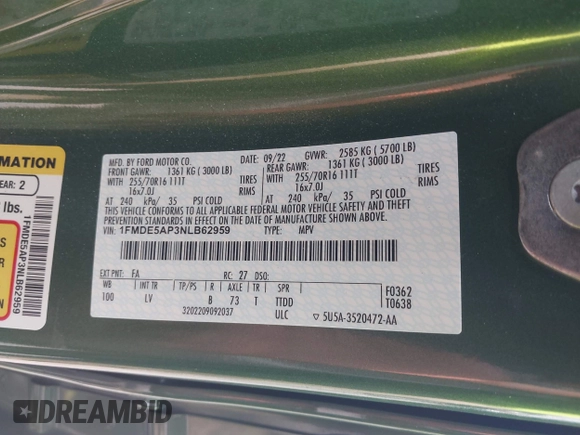 MFD. BY FORD MOTOR CO.
DATE: 09/22 GVWR: 2585 KG ( 5700 LB)
FRONT GAWR: 1361 KG ( 3000 LB) REAR GAWR: 1361 KG ( 3000 LB)
WITH 255/70R16 111T TIRES WITH 255/70R16 111T TIRES
16x7.0J RIMS 16x7.0J RIMS
AT 240 kPa/ 35 PSI COLD AT 240 kPa/ 35 PSI COLD
THIS VEHICLE CONFORMS TO ALL APPLICABLE FEDERAL MOTOR VEHICLE SAFETY AND THEFT
PREVENTION STANDARDS IN EFFECT ON THE DATE OF MANUFACTURE SHOWN ABOVE.
VIN: 1FMDE5AP3NLB62959 TYPE: MPV
EXT PNT: FA RC: 27 DSO:
WB INT TR TP/PS R AXLE TR SPR F0362
100 LV B 73 T TTDD T0638
3202209092037 ULC ▽ 5U5A-3520472-AA
MATION
EAR: 2
lbs.
1FMDE5AP3NLB62959
DREAMBID